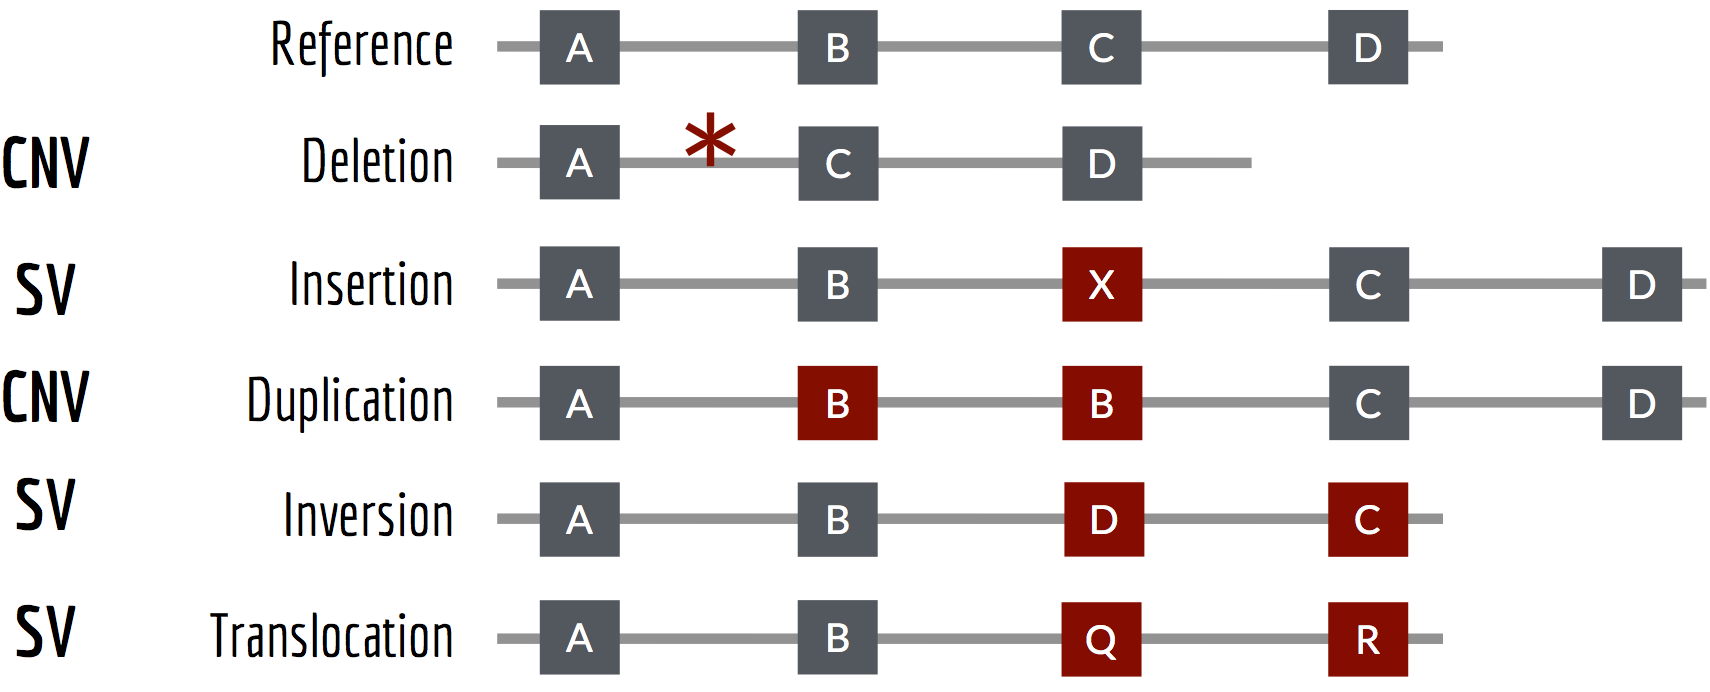 Reference A B C D
CNV Deletion A * C D
SV Insertion A B X C D
CNV Duplication A B B C D
SV Inversion A B D C
SV Translocation A B Q R